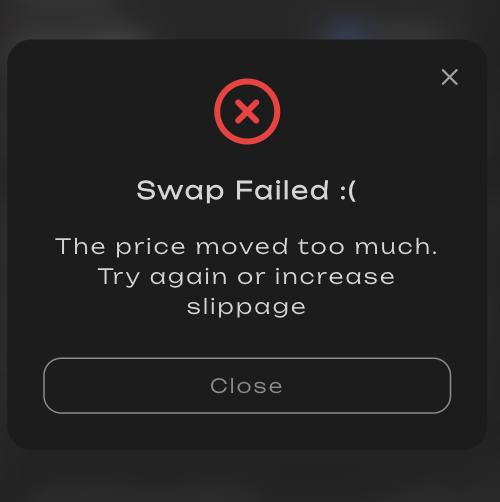 Swap Failed :(
The price moved too much.
Try again or increase
slippage
Close